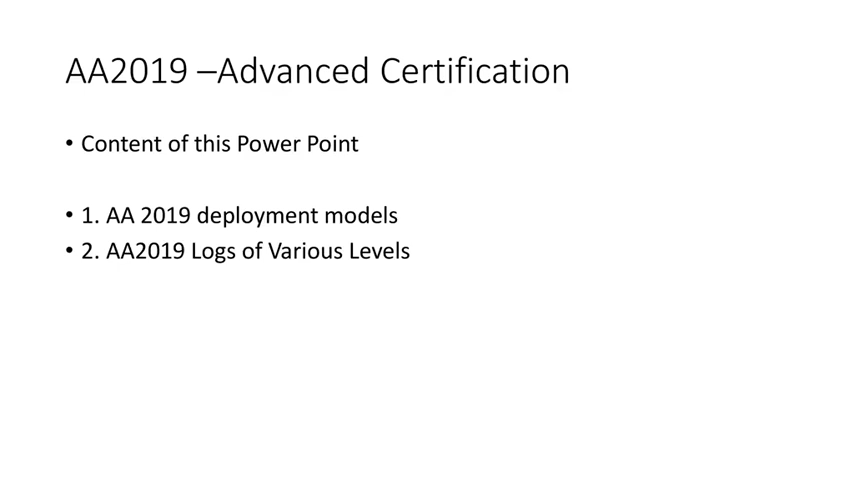 AA2019 –Advanced Certification
• Content of this Power Point
• 1. AA 2019 deployment models
• 2. AA2019 Logs of Various Levels